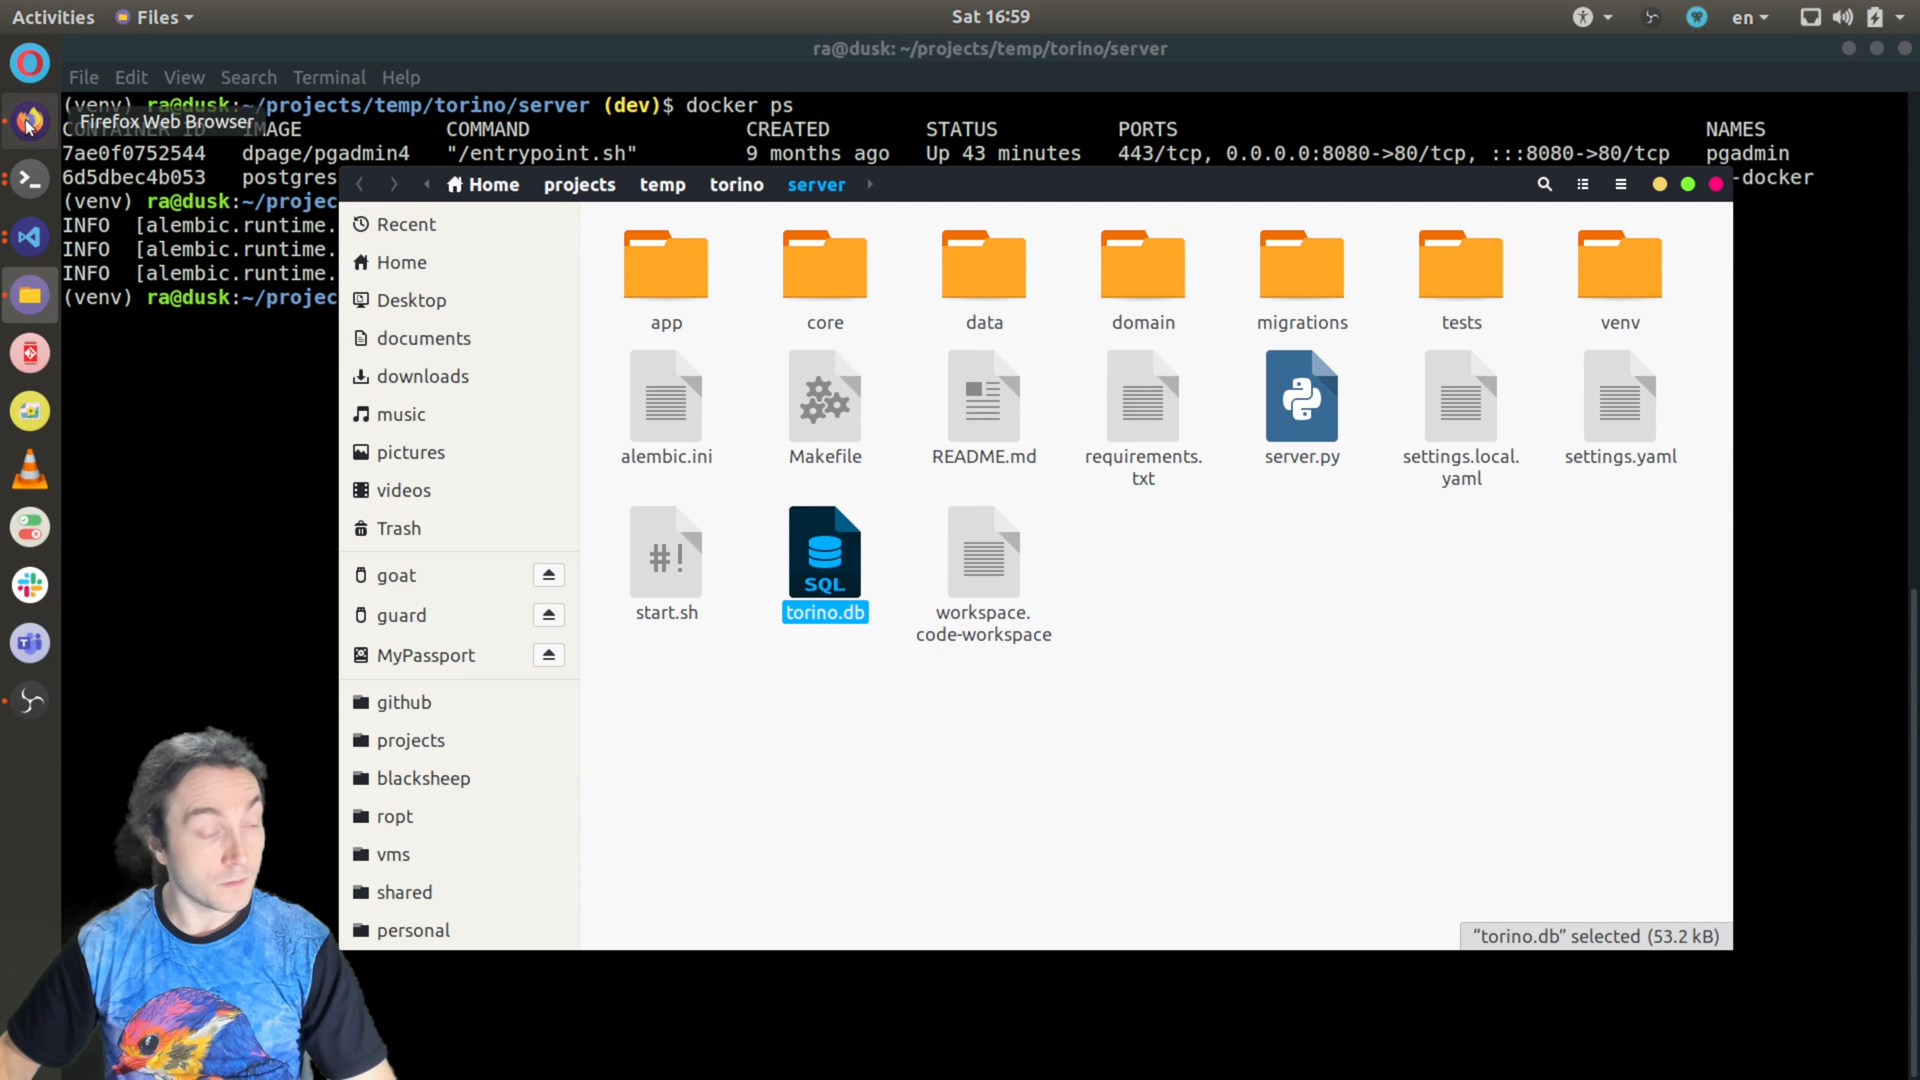 Activities
Files
Sat 16:59
en
ra@dusk: ~/projects/temp/torino/server
File Edit View Search Terminal Help
(venv) ra@dusk:~/projects/temp/torino/server (dev)$ docker ps
Firefox Web Browser
CONTAINER ID IMAGE COMMAND CREATED STATUS PORTS NAMES
7ae0f0752544 dpage/pgadmin4 "/entrypoint.sh" 9 months ago Up 43 minutes 443/tcp, 0.0.0.0:8080->80/tcp, :::8080->80/tcp pgadmin
6d5dbec4b053 postgres -docker
(venv) ra@dusk:~/projec
INFO [alembic.runtime.
INFO [alembic.runtime.
INFO [alembic.runtime.
(venv) ra@dusk:~/projec
Home projects temp torino server
Recent
Home
Desktop
documents
downloads
music
pictures
videos
Trash
goat
guard
MyPassport
github
projects
blacksheep
ropt
vms
shared
personal
app core data domain migrations tests venv
alembic.ini
Makefile
README.md
requirements.
txt
server.py
settings.local.
yaml
settings.yaml
#!
start.sh
SQL
torino.db
workspace.
code-workspace
“torino.db” selected (53.2 kB)